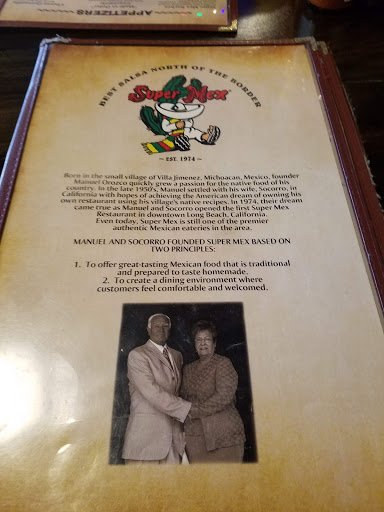 APPETIZERS
BEST SALSA NORTH OF THE BORDER
Super Mex
~ EST. 1974 ~
Born in the small village of Villa Jimenez, Michoacan, Mexico, founder
Manuel Orozco quickly grew a passion for the native food of his
country. In the late 1950's, Manuel settled with his wife, Socorro, in
California with hopes of achieving the American dream of owning his
own restaurant using his village's native recipes. In 1974, their dream
came true as Manuel and Socorro opened the first Super Mex
Restaurant in downtown Long Beach, California.
Even today, Super Mex is still one of the premier
authentic Mexican eateries in the area.
MANUEL AND SOCORRO FOUNDED SUPER MEX BASED ON
TWO PRINCIPLES:
1. To offer great-tasting Mexican food that is traditional
and prepared to taste homemade.
2. To create a dining environment where
customers feel comfortable and welcomed.